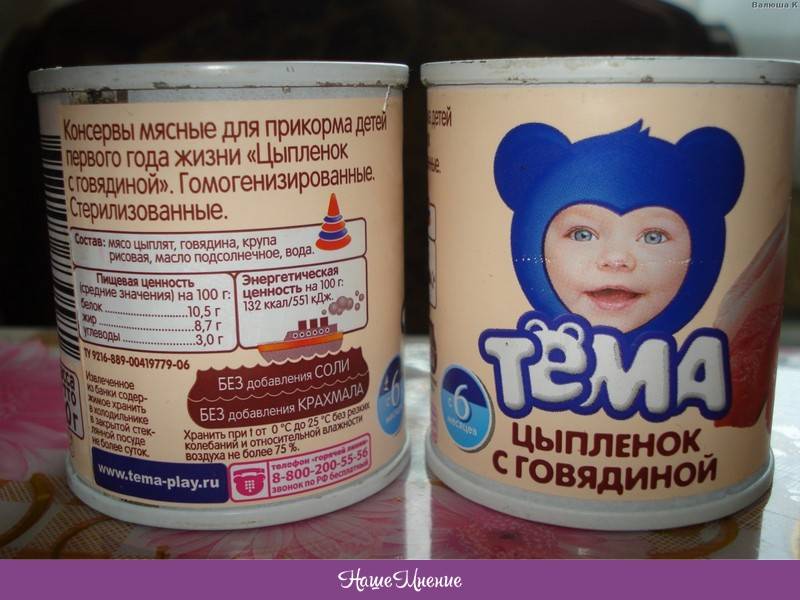 Валюша К
Консервы мясные для прикорма детей
первого года жизни «Цыпленок
с говядиной». Гомогенизированные.
Стерилизованные.
Состав: мясо цыплят, говядина, крупа
рисовая, масло подсолнечное, вода.
Пищевая ценность
(средние значения) на 100 г:
белок 10,5 г
жир 8,7 г
углеводы 3,0 г
Энергетическая
ценность на 100 г:
132 ккал/551 кДж.
ТУ 9216-889-00419779-06
БЕЗ добавления СОЛИ
БЕЗ добавления КРАХМАЛА
Извлеченное
из банки содер-
жимое хранить
в холодильнике
в закрытой стек-
лянной посуде
не более суток.
Хранить при t от 0 °C до 25 °C без резких
колебаний и относительной влажности
воздуха не более 75 %.
www.tema-play.ru
телефон «горячей линии»
8-800-200-55-56
звонок по РФ бесплатный
с 6
детей
ТЁМА
с 6
месяцев
ЦЫПЛЕНОК
С ГОВЯДИНОЙ
НашеМнение